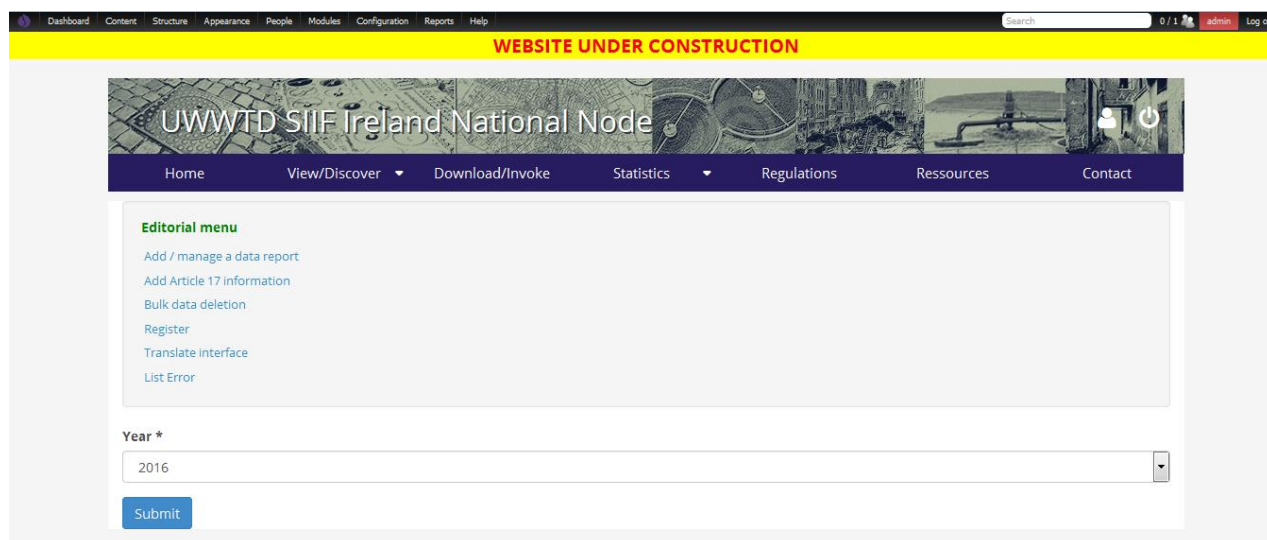 Dashboard Content Structure Appearance People Modules Configuration Reports Help Search 0 / 1 admin
WEBSITE UNDER CONSTRUCTION
UWWTD SIIF Ireland National Node
Home View/Discover Download/Invoke Statistics Regulations Ressources Contact
Editorial menu
Add / manage a data report
Add Article 17 information
Bulk data deletion
Register
Translate interface
List Error
Year *
2016
Submit